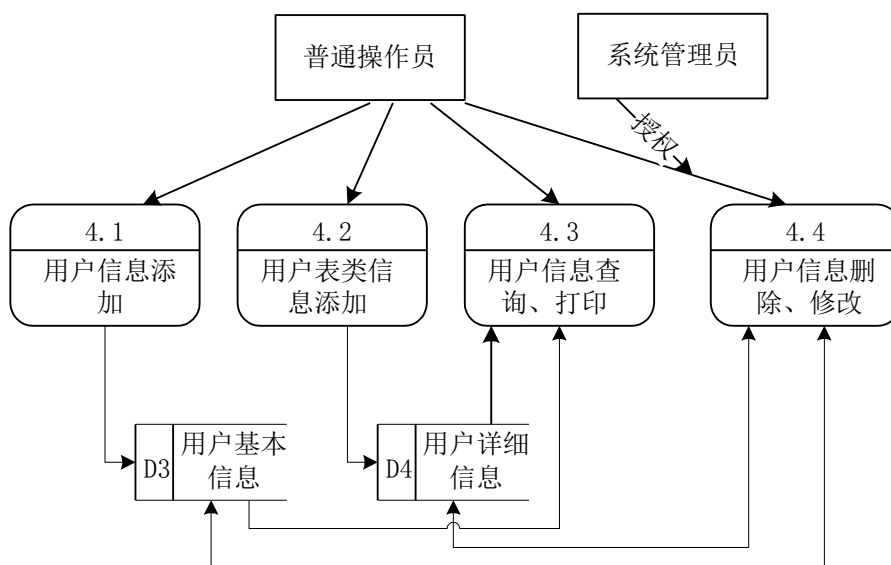 普通操作员
系统管理员
授权
4.1
用户信息添
加
4.2
用户表类信
息添加
4.3
用户信息查
询、打印
4.4
用户信息删
除、修改
D3
用户基本
信息
D4
用户详细
信息